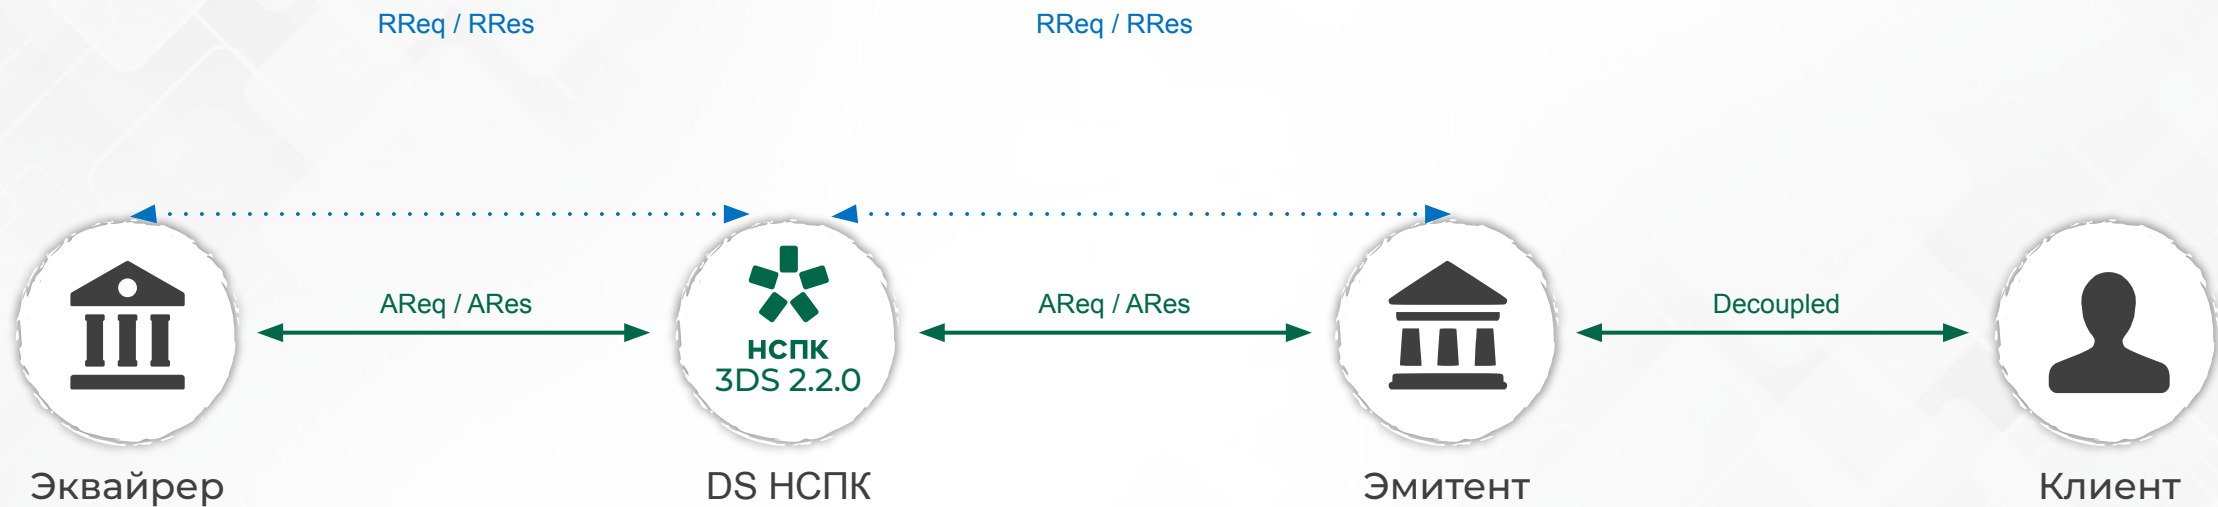 RReq / RRes
RReq / RRes
AReq / ARes
AReq / ARes
Decoupled
НСПК
3DS 2.2.0
Эквайрер
DS НСПК
Эмитент
Клиент